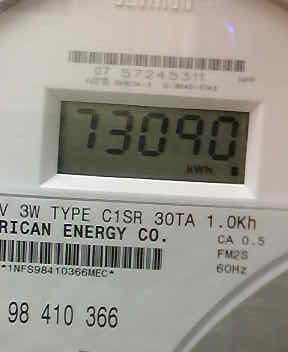 07 57245311
73090
kWh
V 3W TYPE C1SR 30TA 1.0Kh
RICAN ENERGY CO.
CA 0.5
FM2S
60Hz
*1NFS98410366MEC*
98 410 366